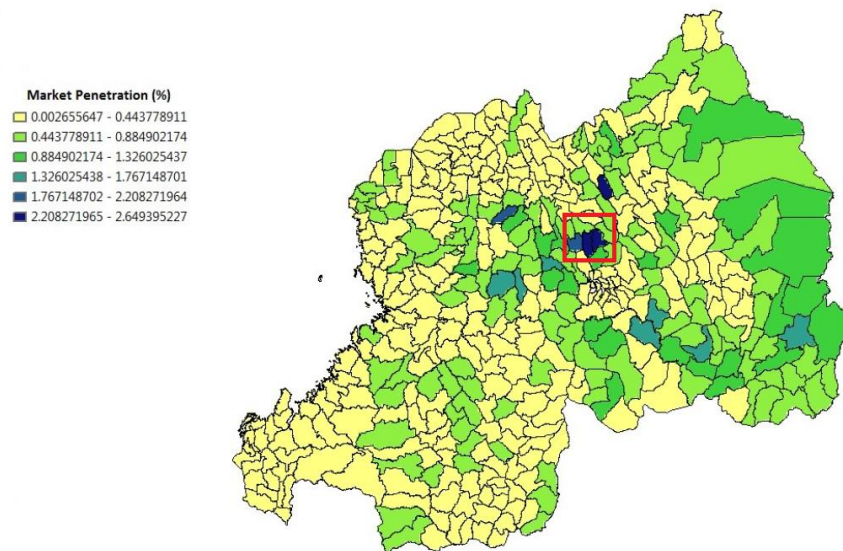 Market Penetration (%)
0.002655647 - 0.443778911
0.443778911 - 0.884902174
0.884902174 - 1.326025437
1.326025438 - 1.767148701
1.767148702 - 2.208271964
2.208271965 - 2.649395227